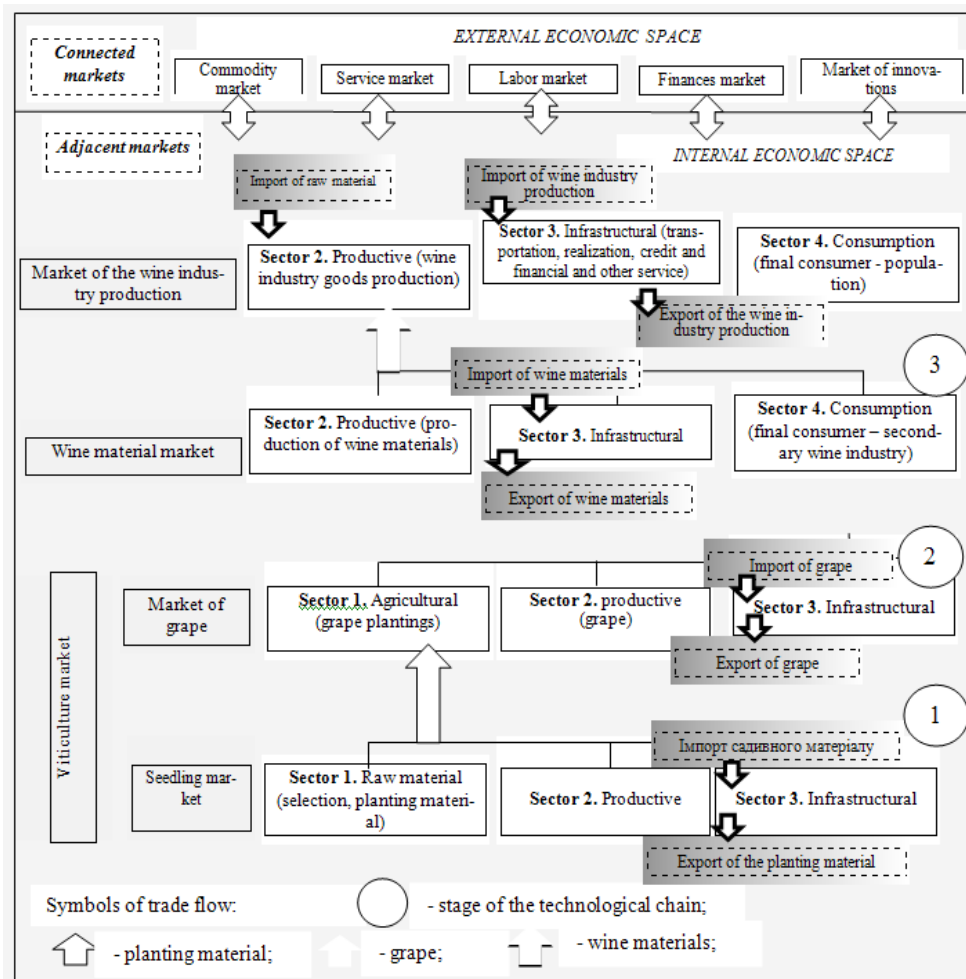 EXTERNAL ECONOMIC SPACE
Connected
markets
Commodity
market
Service market
Labor market
Finances market
Market of innova-
tions
Adjacent markets
INTERNAL ECONOMIC SPACE
Import of raw material
Import of wine industry
production
Market of the wine indus-
try production
Sector 2. Productive (wine
industry goods production)
Sector 3. Infrastructural (trans-
portation, realization, credit and
financial and other service)
Sector 4. Consumption
(final consumer - popula-
tion)
Export of the wine in-
dustry production
3
Import of wine materials
Wine material market
Sector 2. Productive (pro-
duction of wine materials)
Sector 3. Infrastructural
Sector 4. Consumption
(final consumer – second-
ary wine industry)
Export of wine materials
2
Import of grape
Viticulture market
Market of
grape
Sector 1. Agricultural
(grape plantings)
Sector 2. productive
(grape)
Sector 3. Infrastructural
Export of grape
1
Імпорт садивного матеріалу
Seedling mar-
ket
Sector 1. Raw material
(selection, planting materi-
al)
Sector 2. Productive
Sector 3. Infrastructural
Export of the planting material
Symbols of trade flow:
- stage of the technological chain;
- planting material;
- grape;
- wine materials;